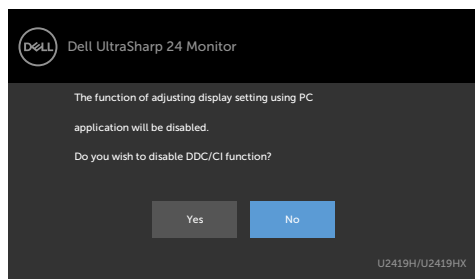 DELL
Dell UltraSharp 24 Monitor
The function of adjusting display setting using PC
application will be disabled.
Do you wish to disable DDC/CI function?
Yes
No
U2419H/U2419HX